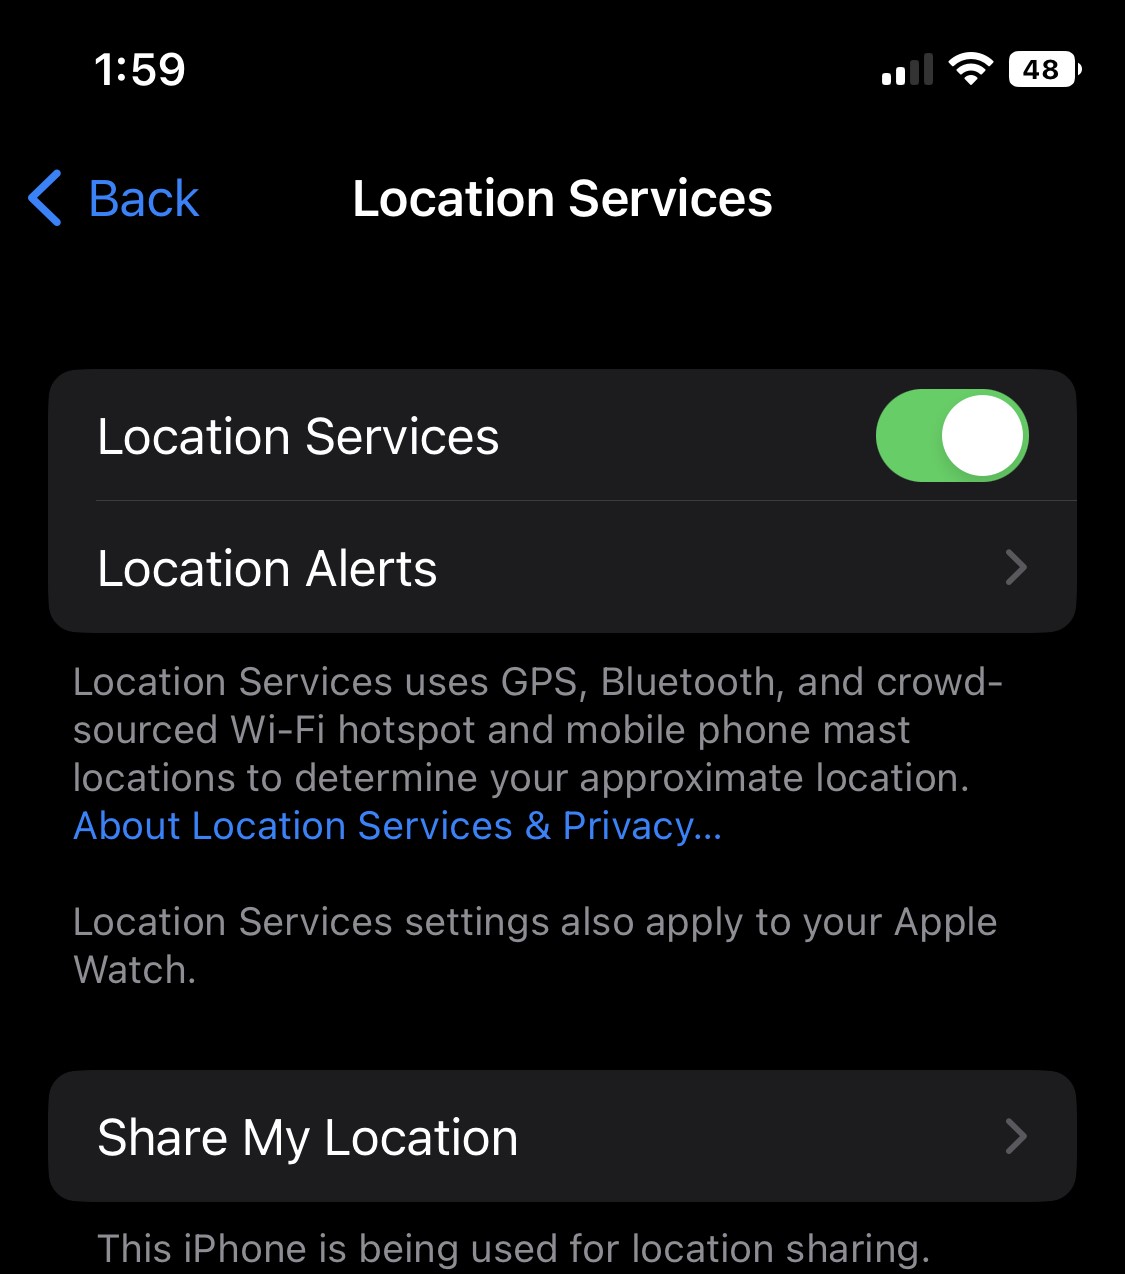 1:59
48
Back
Location Services
Location Services
Location Alerts
Location Services uses GPS, Bluetooth, and crowd-
sourced Wi-Fi hotspot and mobile phone mast
locations to determine your approximate location.
About Location Services & Privacy...
Location Services settings also apply to your Apple
Watch.
Share My Location
This iPhone is being used for location sharing.